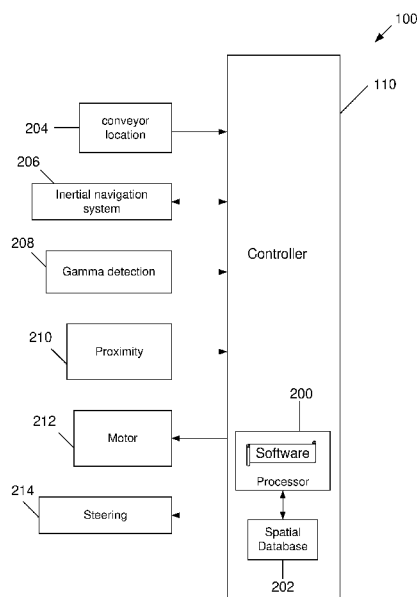 100
110
204
conveyor
location
206
Inertial navigation
system
208
Gamma detection
Controller
210
Proximity
200
212
Motor
Software
Processor
214
Steering
Spatial
Database
202